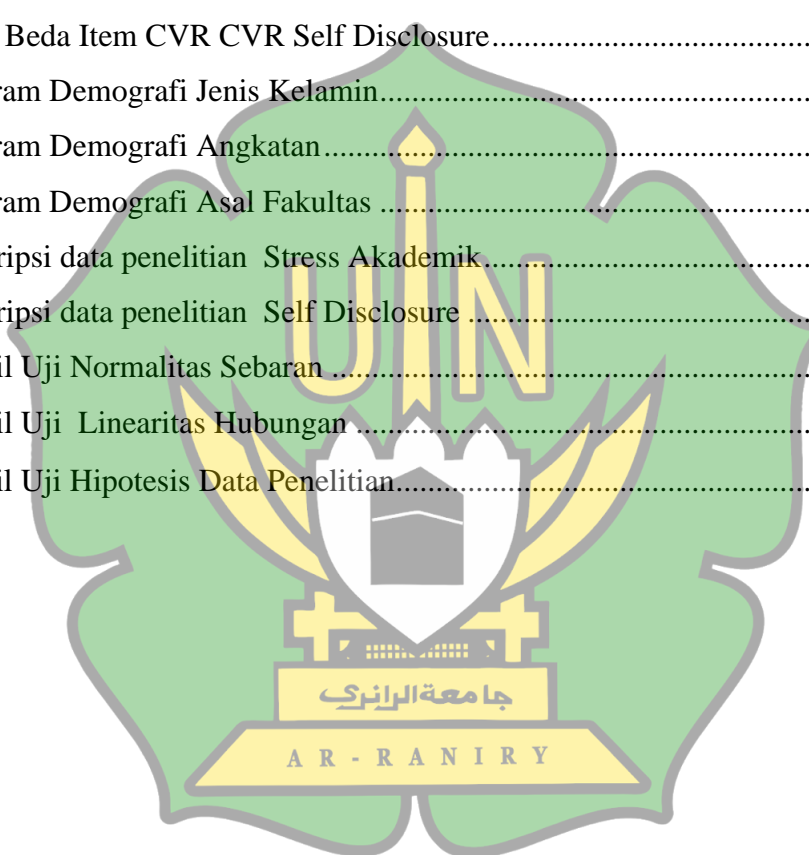 Beda Item CVR CVR Self Disclosure
ram Demografi Jenis Kelamin
ram Demografi Angkatan
ram Demografi Asal Fakultas
ripsi data penelitian Stress Akademik
ripsi data penelitian Self Disclosure
il Uji Normalitas Sebaran
il Uji Linearitas Hubungan
il Uji Hipotesis Data Penelitian
UIN
جامعةالرانري
AR-RANIRY